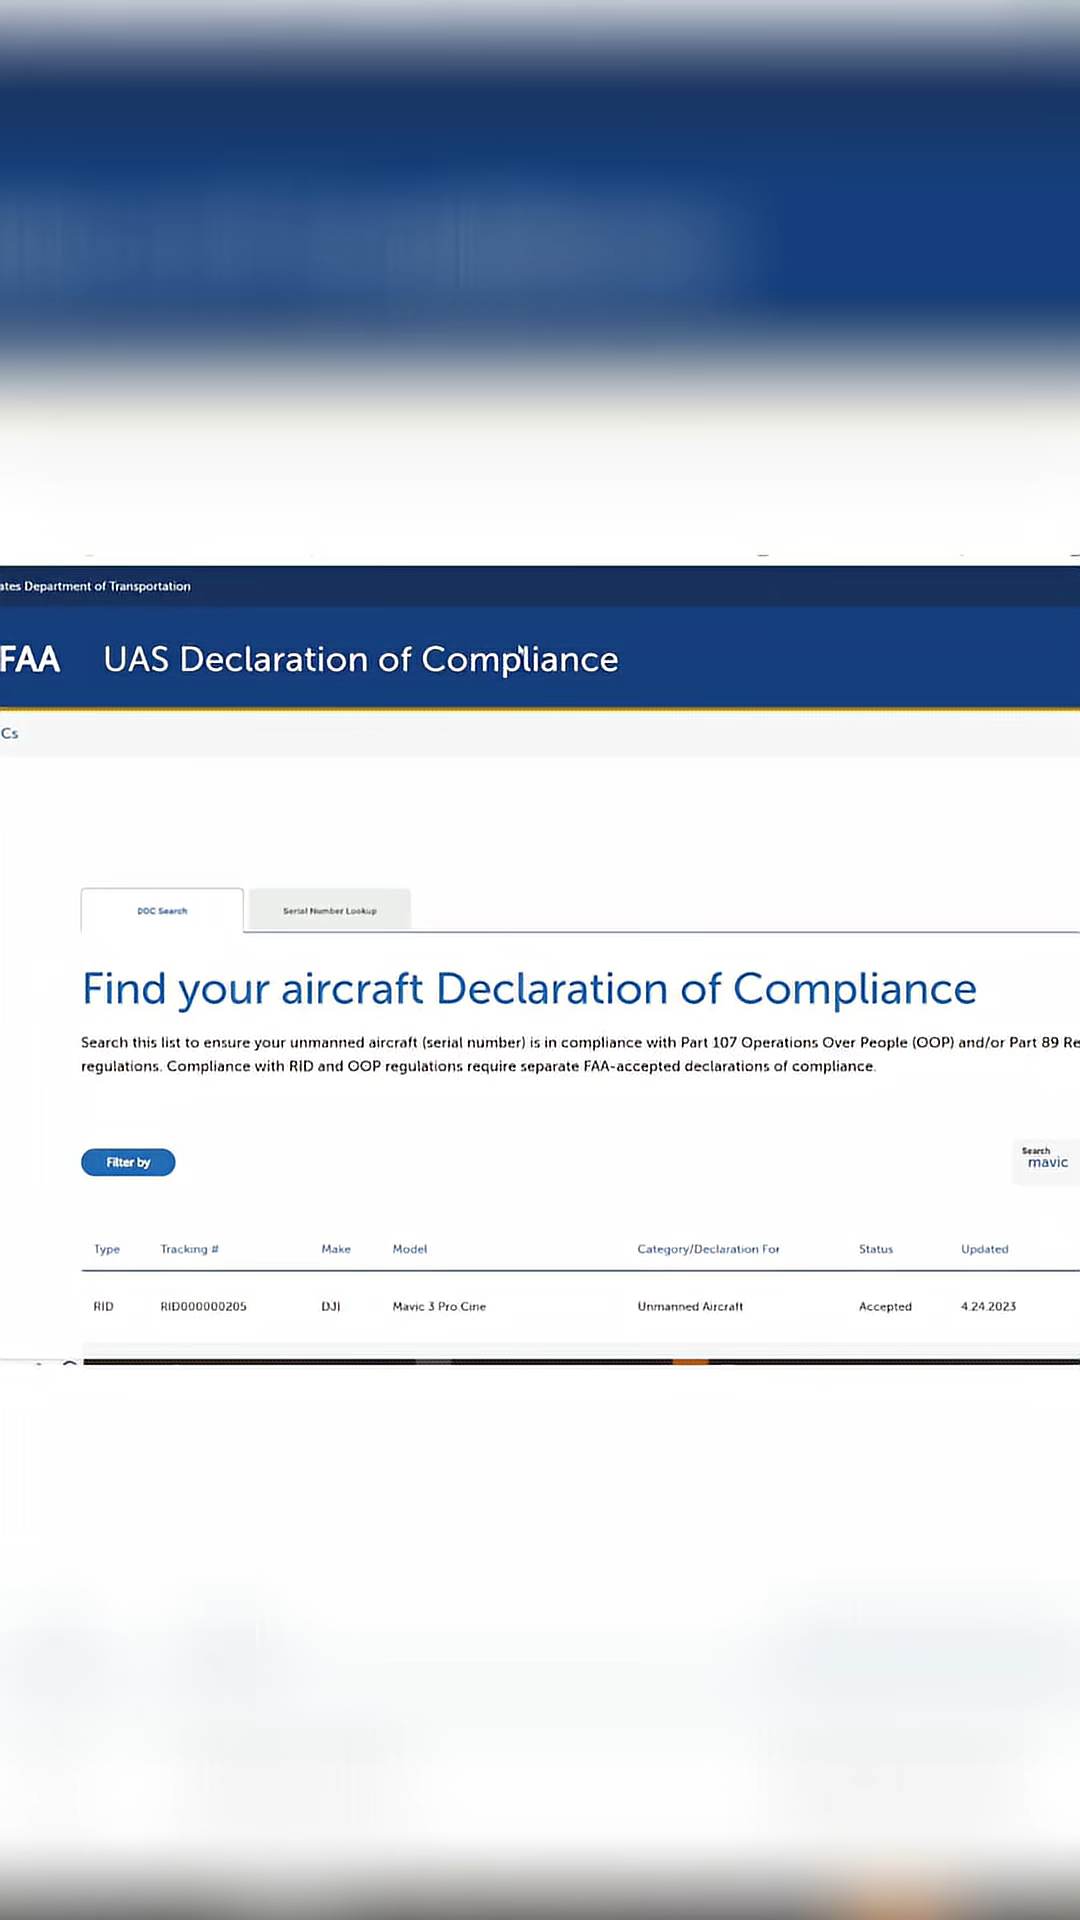 ates Department of Transportation
FAA UAS Declaration of Compliance
Cs
DOC Search Serial Number Lookup
Find your aircraft Declaration of Compliance
Search this list to ensure your unmanned aircraft (serial number) is in compliance with Part 107 Operations Over People (OOP) and/or Part 89 Re
regulations. Compliance with RID and OOP regulations require separate FAA-accepted declarations of compliance.
Filter by
Search
mavic
Type Tracking # Make Model Category/Declaration For Status Updated
RID RID000000205 DJI Mavic 3 Pro Cine Unmanned Aircraft Accepted 4.24.2023